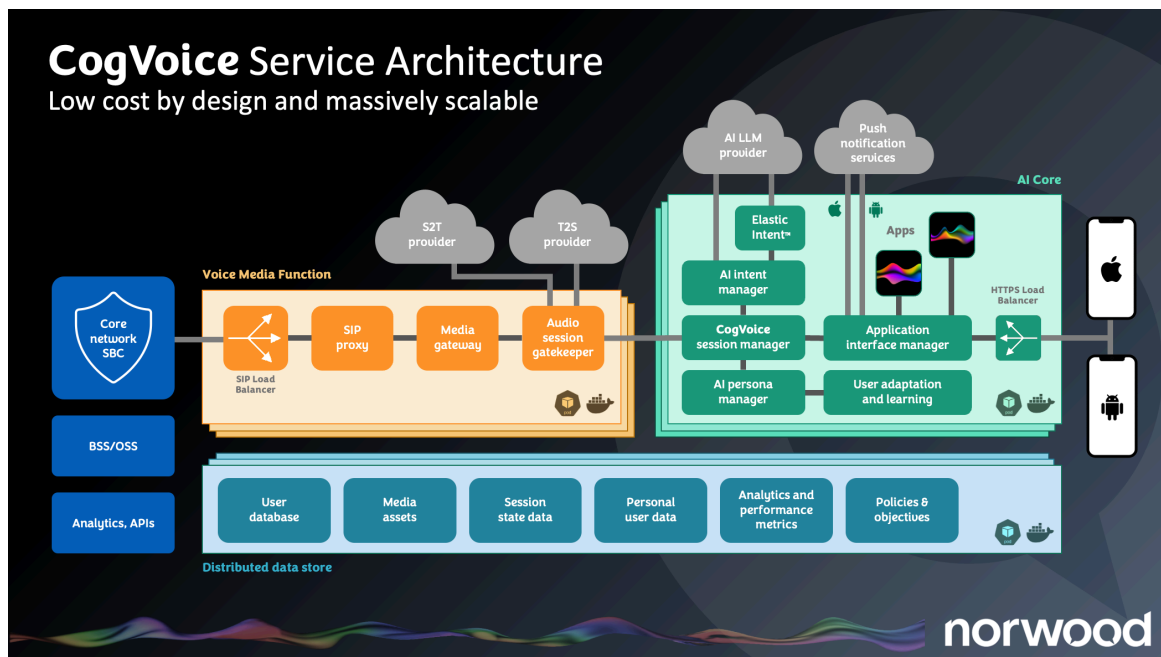 CogVoice Service Architecture
Low cost by design and massively scalable
AI LLM
provider
Push
notification
services
AI Core
S2T
provider
T2S
provider
Elastic
Intent™
Apps
Voice Media Function
AI intent
manager
HTTPS Load
Balancer
Core
network
SBC
SIP
proxy
Media
gateway
Audio
session
gatekeeper
CogVoice
session manager
Application
interface manager
SIP Load
Balancer
AI persona
manager
User adaptation
and learning
pod
pod
BSS/OSS
Analytics, APIs
User
database
Media
assets
Session
state data
Personal
user data
Analytics and
performance
metrics
Policies &
objectives
pod
Distributed data store
norwood